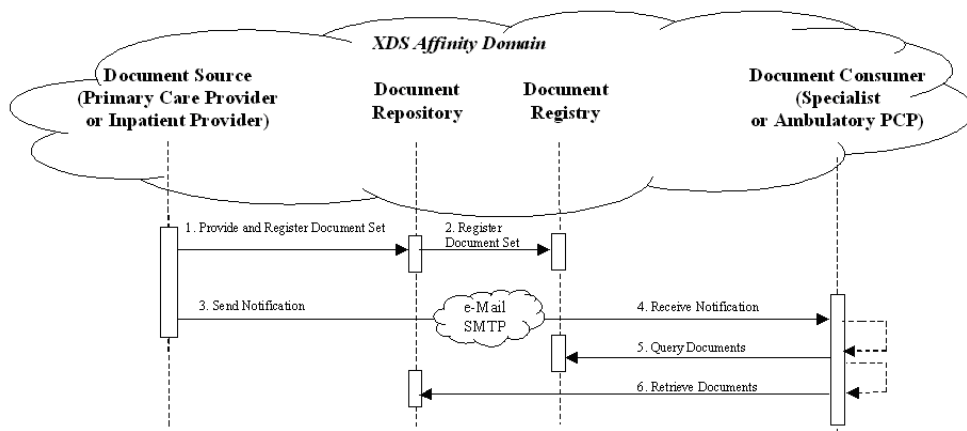 XDS Affinity Domain
Document Source
(Primary Care Provider
or Inpatient Provider)
Document
Repository
Document
Registry
Document Consumer
(Specialist
or Ambulatory PCP)
1. Provide and Register Document Set
2. Register
Document Set
3. Send Notification
e-Mail
SMTP
4. Receive Notification
5. Query Documents
6. Retrieve Documents